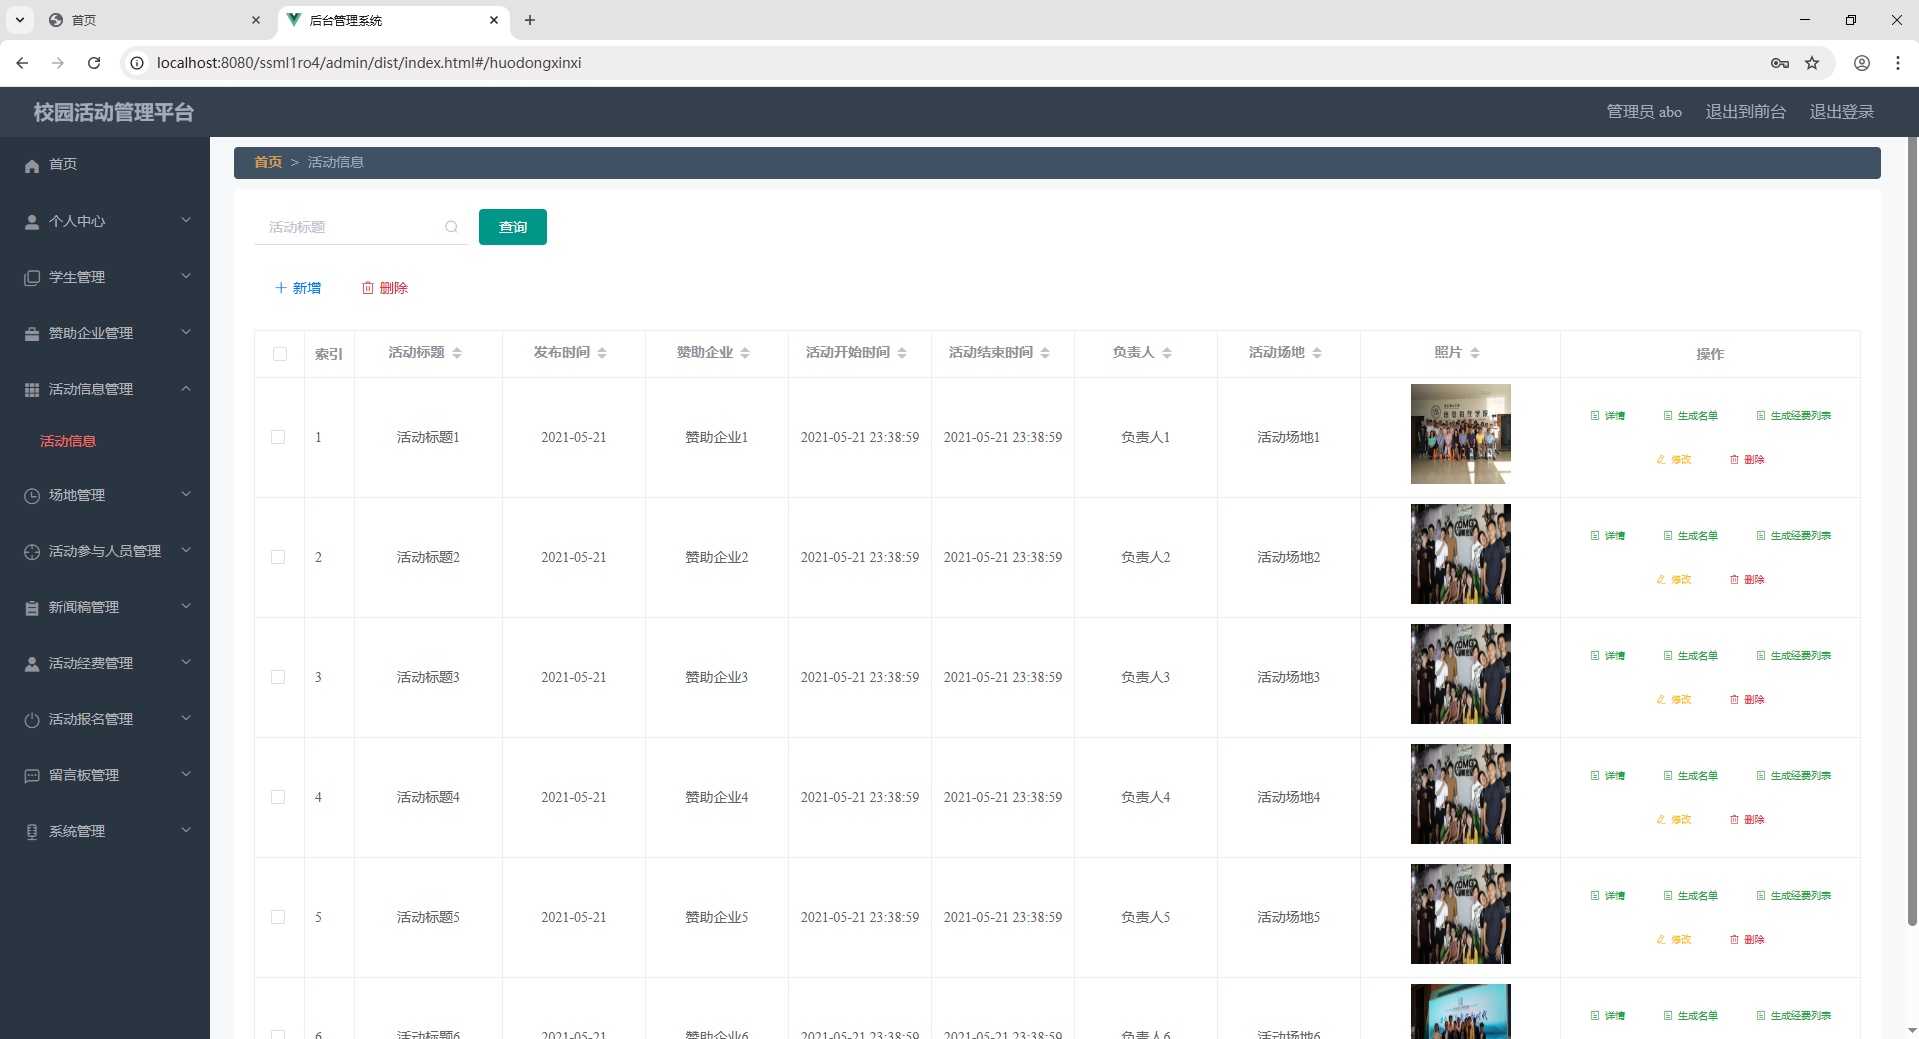 首页
后台管理系统
localhost:8080/ssml1ro4/admin/dist/index.html#/huodongxinxi
校园活动管理平台
管理员 abo 退出到前台 退出登录
首页
个人中心
学生管理
赞助企业管理
活动信息管理
活动信息
场地管理
活动参与人员管理
新闻稿管理
活动经费管理
活动报名管理
留言板管理
系统管理
首页 > 活动信息
活动标题 查询
新增 删除
索引 活动标题 发布时间 赞助企业 活动开始时间 活动结束时间 负责人 活动场地 照片 操作
1 活动标题1 2021-05-21 赞助企业1 2021-05-21 23:38:59 2021-05-21 23:38:59 负责人1 活动场地1 详情 生成名单 生成经费列表
修改 删除
2 活动标题2 2021-05-21 赞助企业2 2021-05-21 23:38:59 2021-05-21 23:38:59 负责人2 活动场地2 详情 生成名单 生成经费列表
修改 删除
3 活动标题3 2021-05-21 赞助企业3 2021-05-21 23:38:59 2021-05-21 23:38:59 负责人3 活动场地3 详情 生成名单 生成经费列表
修改 删除
4 活动标题4 2021-05-21 赞助企业4 2021-05-21 23:38:59 2021-05-21 23:38:59 负责人4 活动场地4 详情 生成名单 生成经费列表
修改 删除
5 活动标题5 2021-05-21 赞助企业5 2021-05-21 23:38:59 2021-05-21 23:38:59 负责人5 活动场地5 详情 生成名单 生成经费列表
修改 删除
6 活动标题6 2021-05-21 赞助企业6 2021-05-21 23:38:59 2021-05-21 23:38:59 负责人6 活动场地6 详情 生成名单 生成经费列表